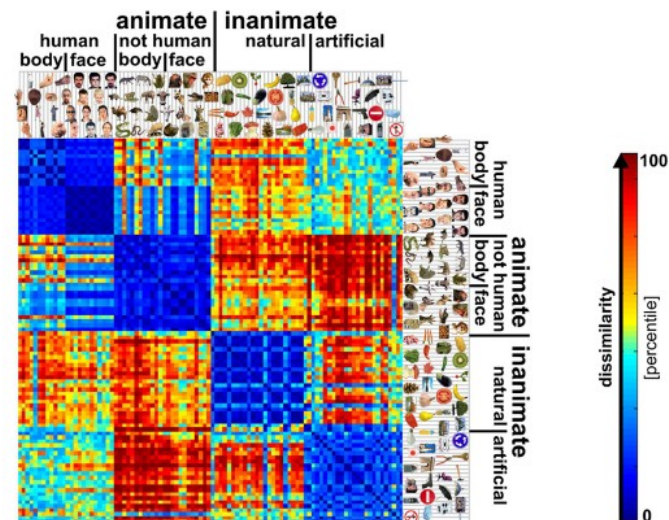 animate inanimate
human not human natural artificial
body face body face
human
body face
animate
not human
body face
inanimate
natural artificial
100
dissimilarity
[percentile]
0